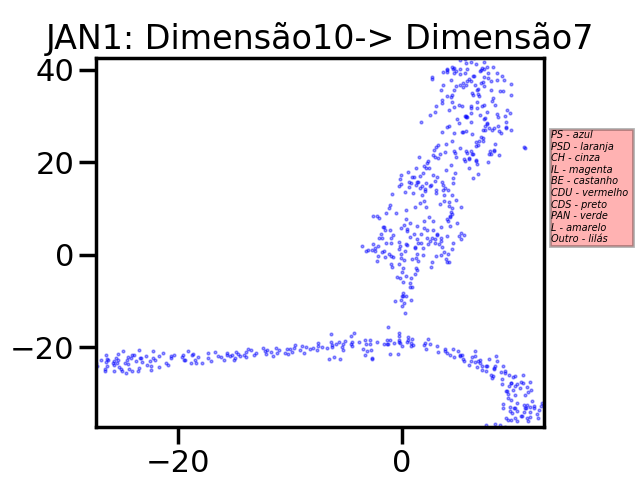 JAN1: Dimensão10-> Dimensão7
40
20
0
−20
−20
0
PS - azul
PSD - laranja
CH - cinza
IL - magenta
BE - castanho
CDU - vermelho
CDS - preto
PAN - verde
L - amarelo
Outro - lilás